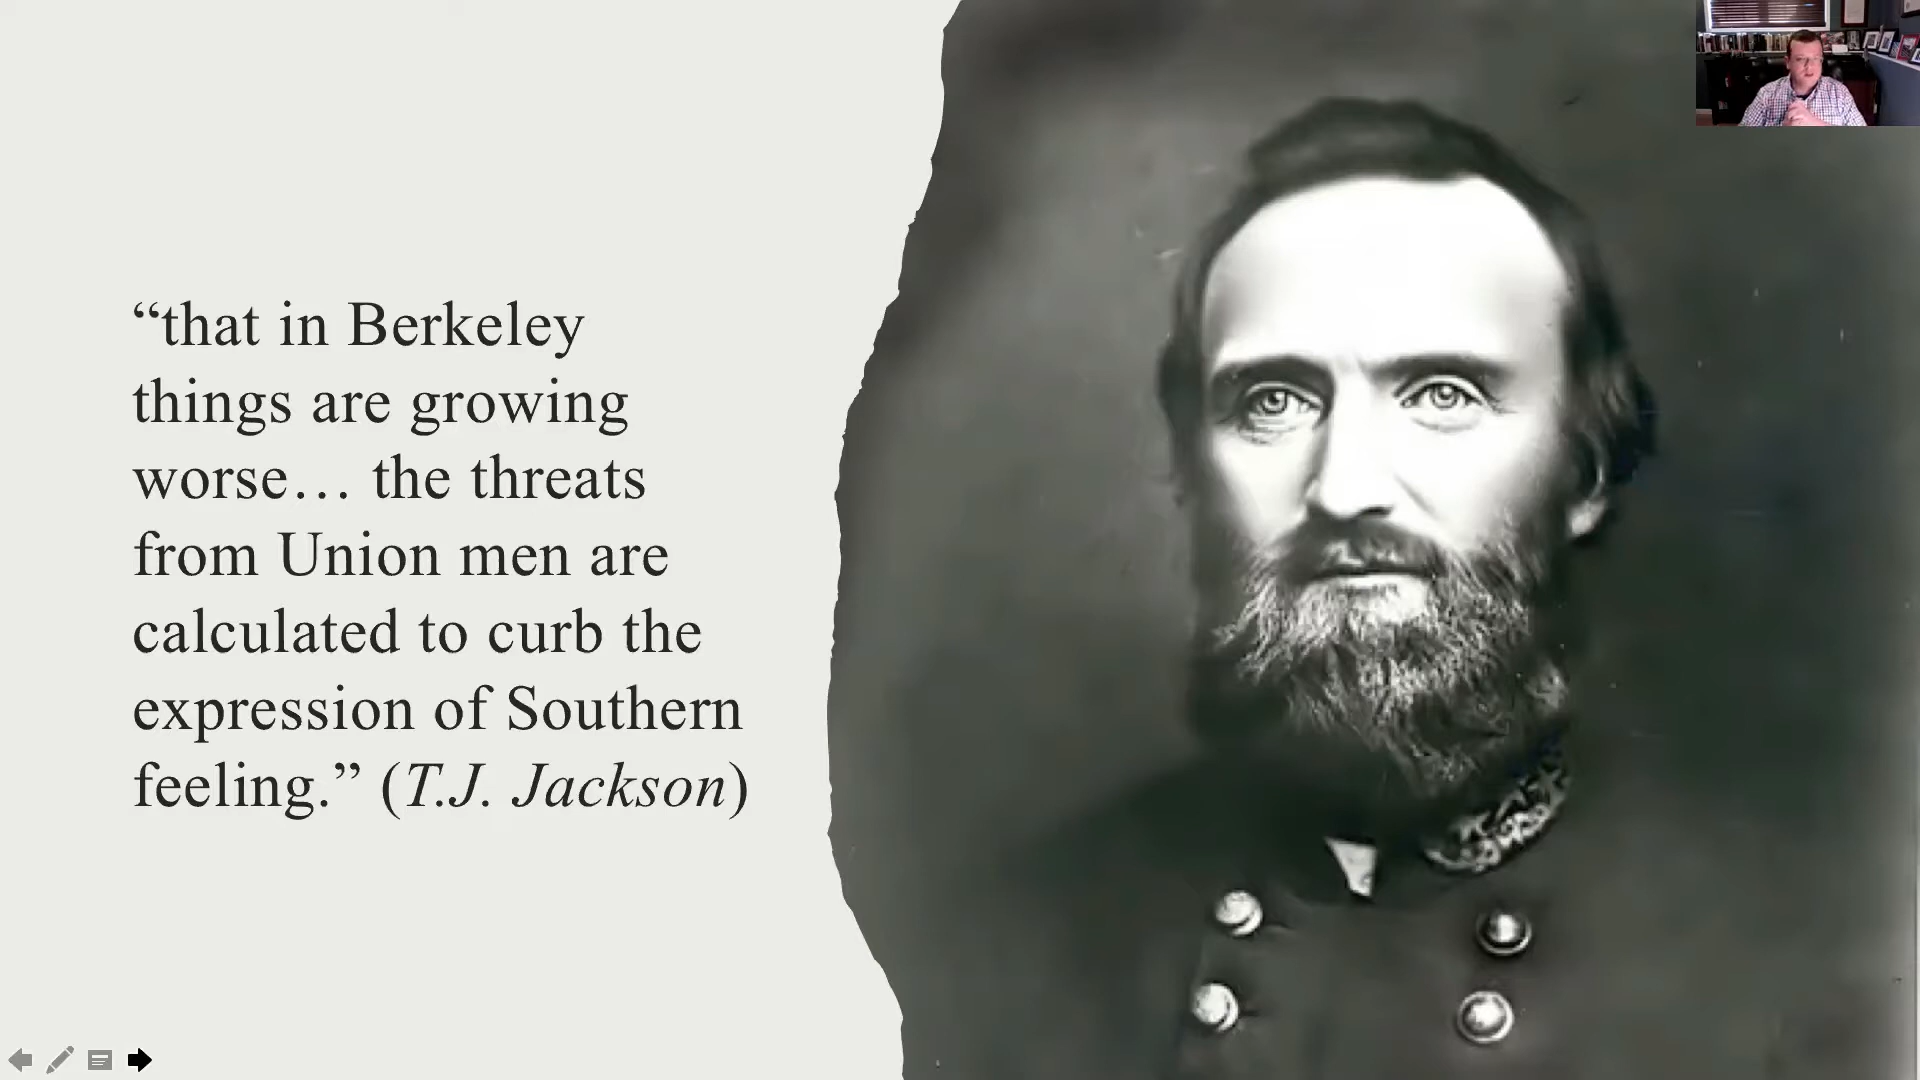 “that in Berkeley
things are growing
worse… the threats
from Union men are
calculated to curb the
expression of Southern
feeling.” (T.J. Jackson)